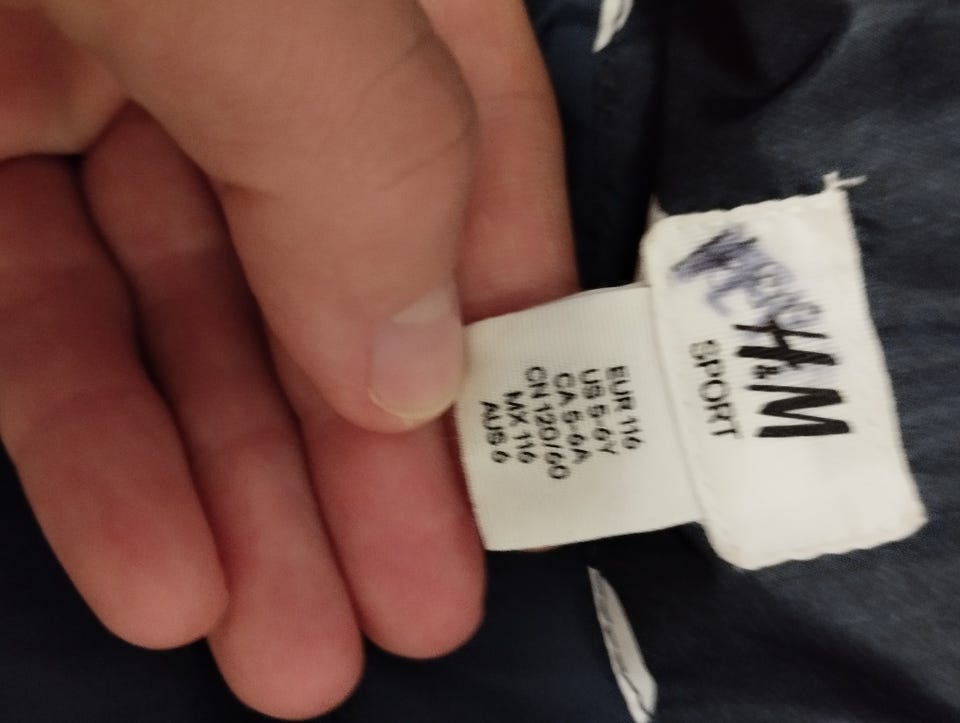 H&M
SPORT
EUR 116
US 5-6Y
CA 5-6A
CN 120/60
MX 116
AUS 6